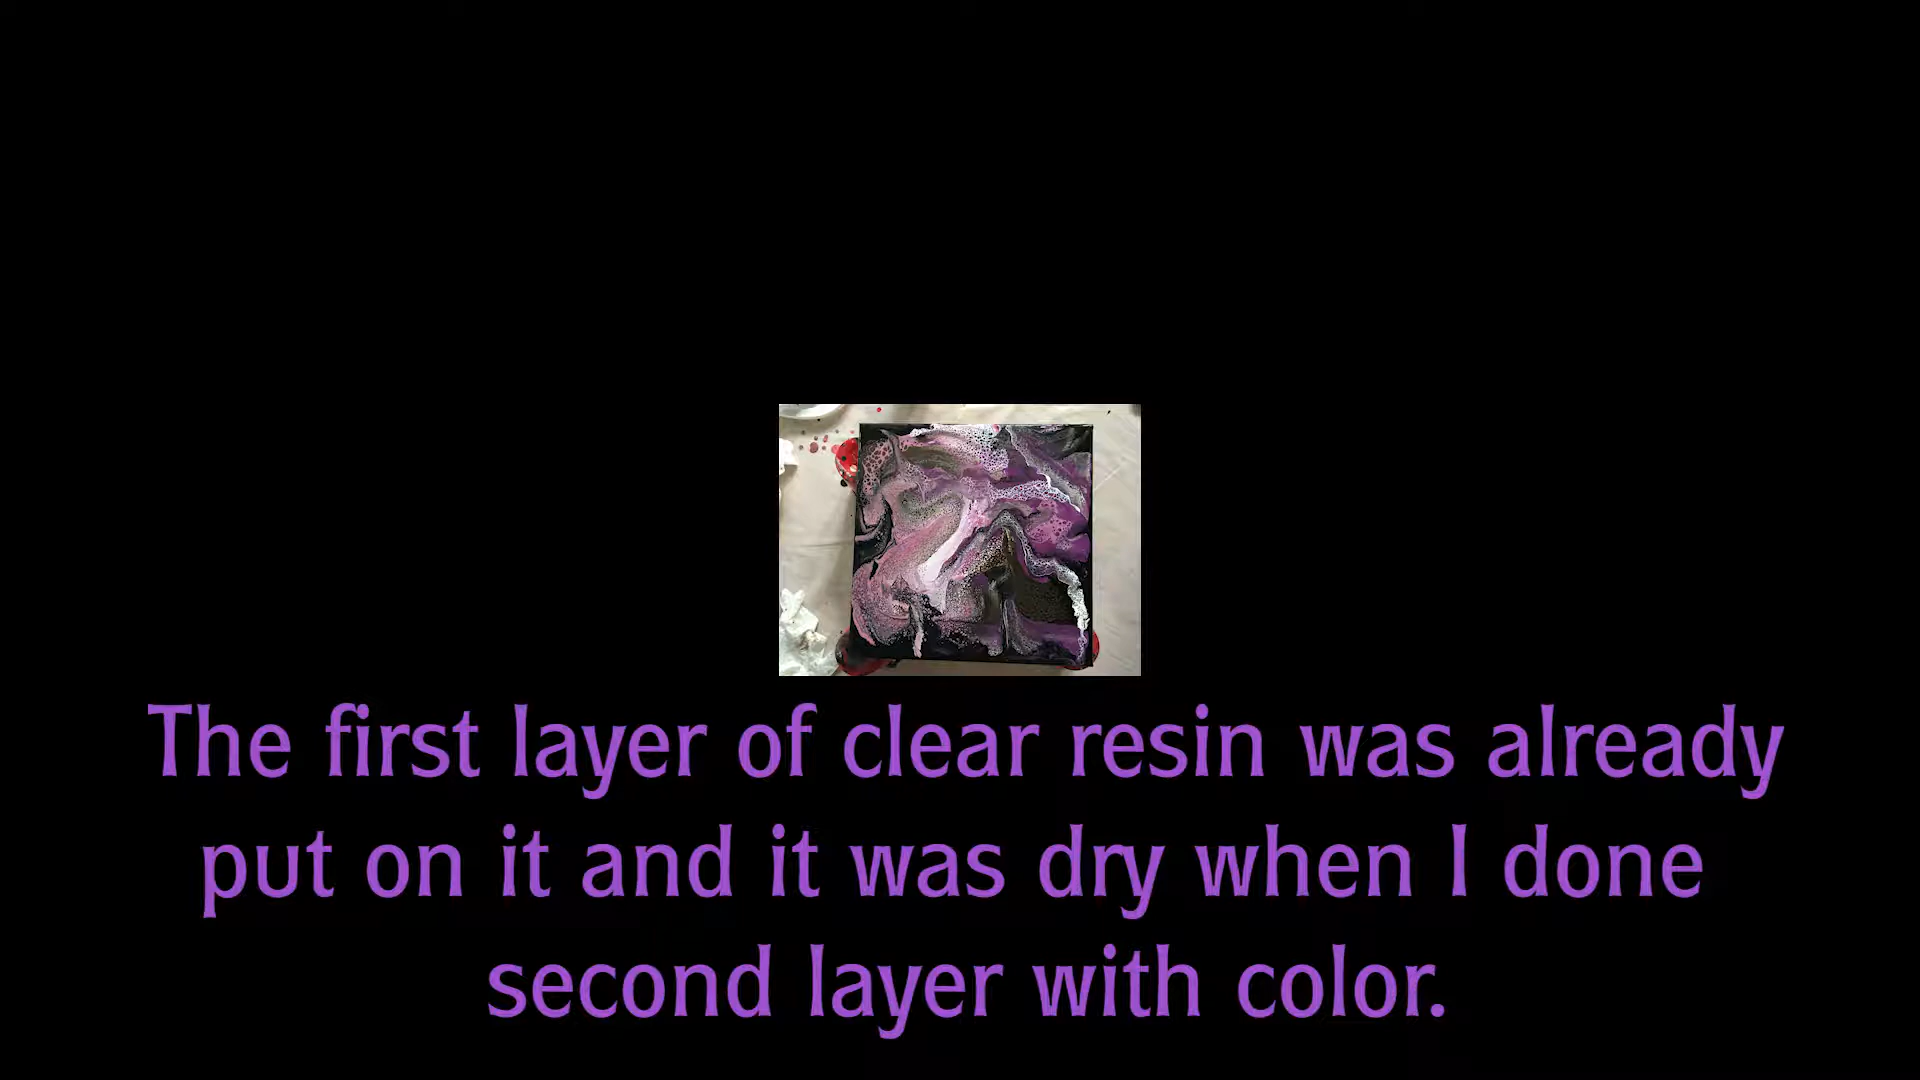 The first layer of clear resin was already
put on it and it was dry when I done
second layer with color.